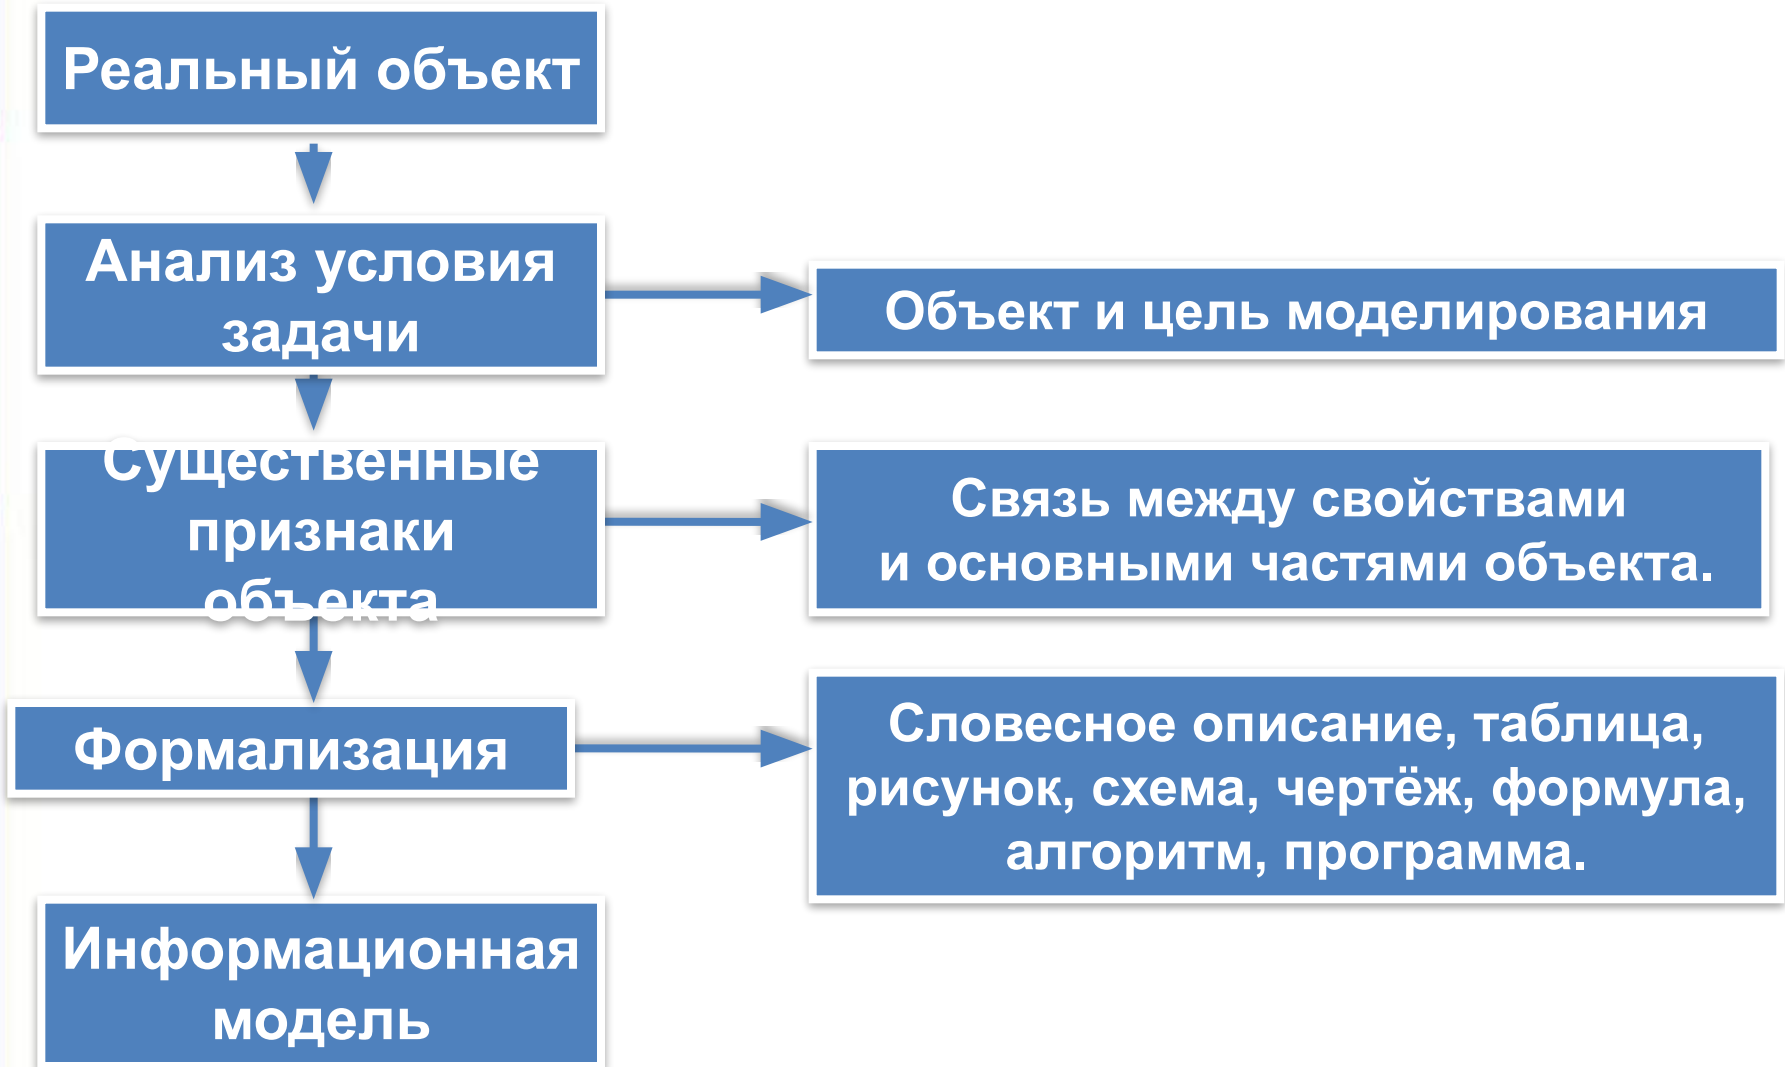 Реальный объект
Анализ условия
задачи
Объект и цель моделирования
Существенные
признаки
объекта
Связь между свойствами
и основными частями объекта.
Формализация
Словесное описание, таблица,
рисунок, схема, чертёж, формула,
алгоритм, программа.
Информационная
модель